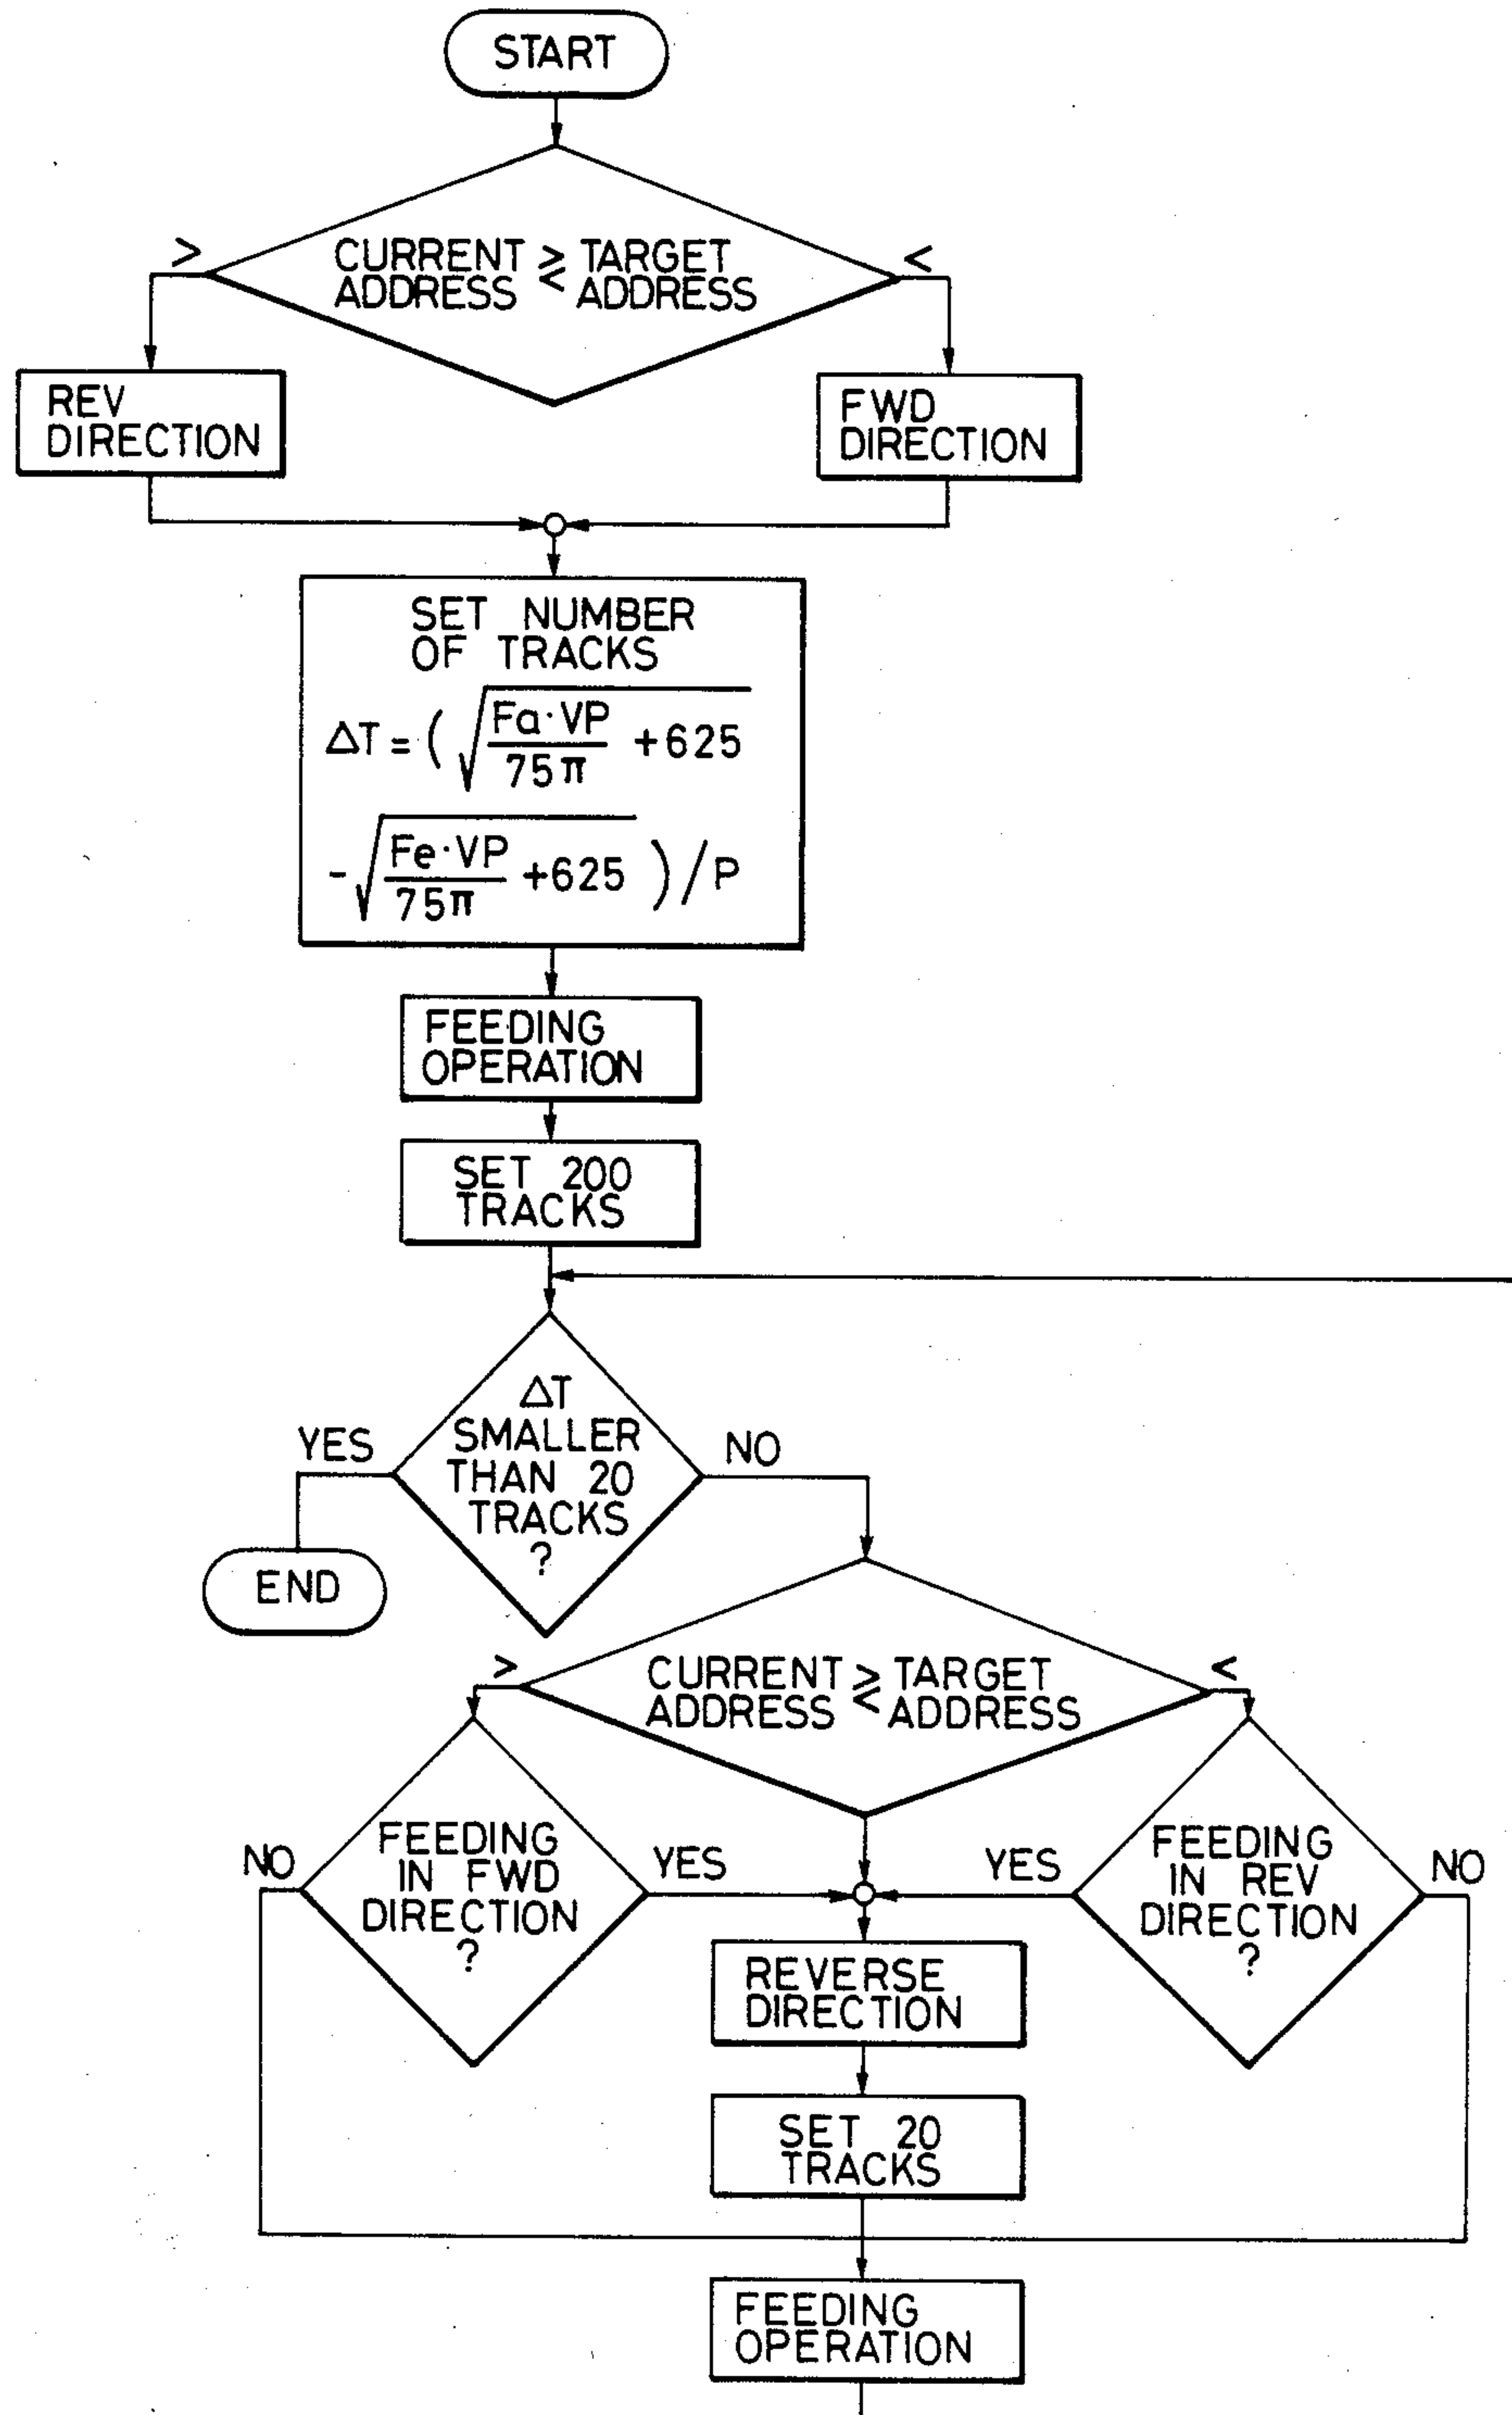 START
>
CURRENT ≥ TARGET
ADDRESS < ADDRESS
<
REV
DIRECTION
FWD
DIRECTION
SET NUMBER
OF TRACKS
ΔT = ( √ Fa·VP / 75π + 625
- √ Fe·VP / 75π + 625 ) / P
FEEDING
OPERATION
SET 200
TRACKS
ΔT
SMALLER
THAN 20
TRACKS
?
YES
NO
END
>
CURRENT ≥ TARGET
ADDRESS ≤ ADDRESS
<
NO
FEEDING
IN FWD
DIRECTION
?
YES
YES
FEEDING
IN REV
DIRECTION
?
NO
REVERSE
DIRECTION
SET 20
TRACKS
FEEDING
OPERATION